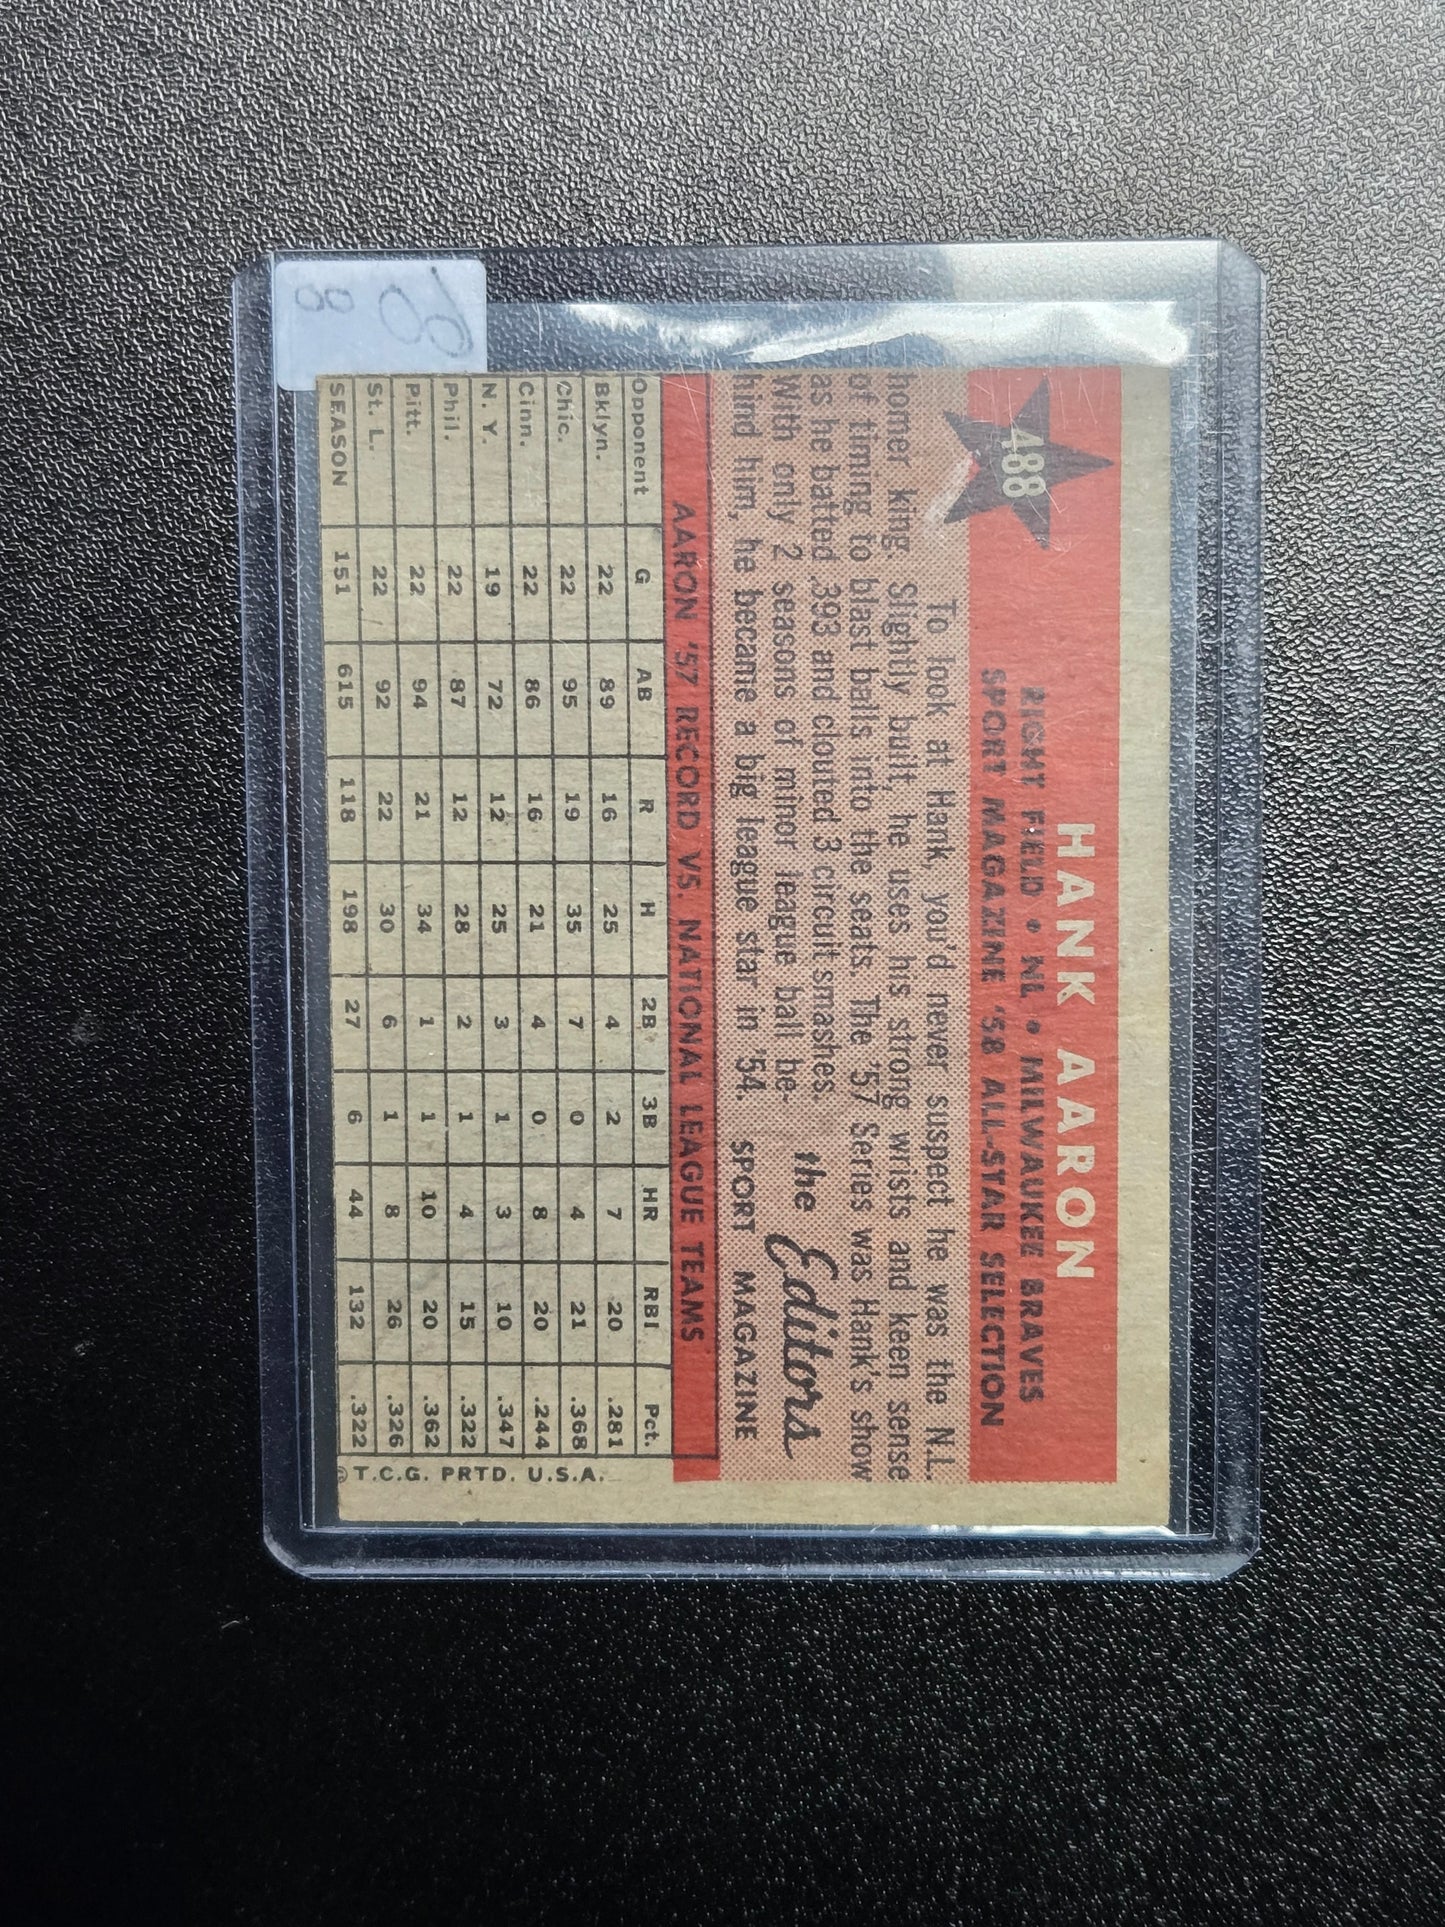 488
HANK AARON
RIGHT FIELD • NL • MILWAUKEE BRAVES
SPORT MAGAZINE '58 ALL-STAR SELECTION
To look at Hank, you'd never suspect he was the N.L.
home king. Slightly built, he uses his strong wrists and keen sense
of timing to blast balls into the seats. The '57 Series was Hank's show
as he batted .393 and clouted 3 circuit smashes.
With only 2 seasons of minor league ball be-
hind him, he became a big league star in '54.
the Editors
SPORT MAGAZINE
AARON '57 RECORD VS. NATIONAL LEAGUE TEAMS
Opponent G AB R H 2B 3B HR RBI Pct.
Bklyn. 22 89 16 25 4 2 7 20 .281
Chic. 22 95 19 35 7 0 4 21 .368
Cinn. 22 86 16 21 4 0 8 20 .244
N. Y. 19 72 12 25 3 1 3 10 .347
Phil. 22 87 12 28 2 1 4 15 .322
Pitt. 22 94 21 34 1 1 10 20 .362
St. L. 22 92 22 30 6 1 8 26 .326
SEASON 151 615 118 198 27 6 44 132 .322
© T.C.G. PRTD. U.S.A.